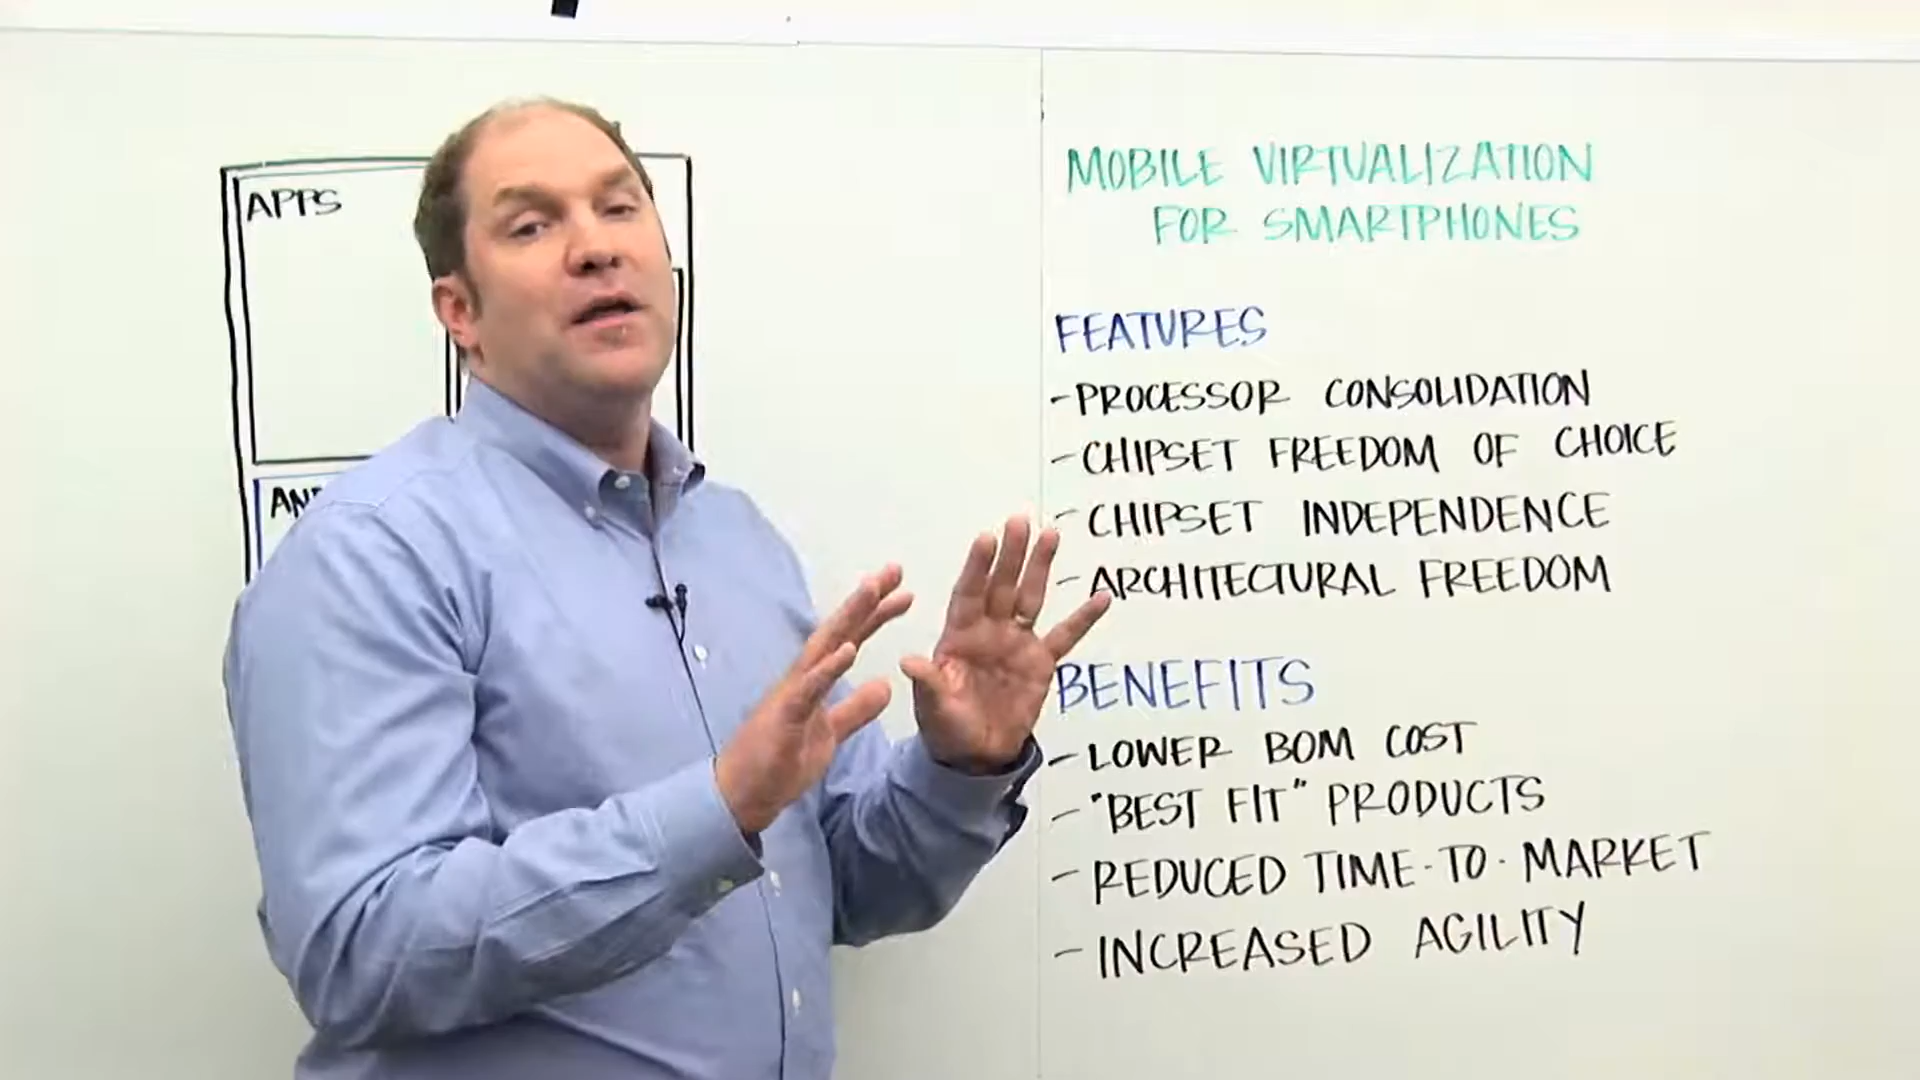 APPS
MOBILE VIRTUALIZATION
FOR SMARTPHONES
FEATURES
-PROCESSOR CONSOLIDATION
-CHIPSET FREEDOM OF CHOICE
-CHIPSET INDEPENDENCE
-ARCHITECTURAL FREEDOM
BENEFITS
-LOWER BOM COST
-"BEST FIT" PRODUCTS
-REDUCED TIME-TO-MARKET
-INCREASED AGILITY